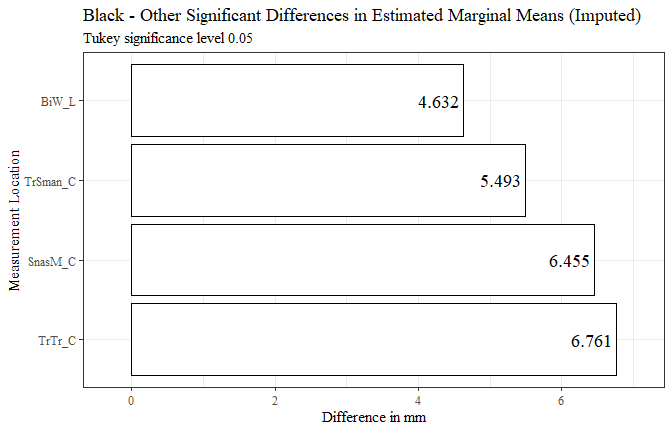 Black - Other Significant Differences in Estimated Marginal Means (Imputed)
Tukey significance level 0.05
Measurement Location
BiW_L
4.632
TrSman_C
5.493
SnasM_C
6.455
TrTr_C
6.761
0
2
4
6
Difference in mm